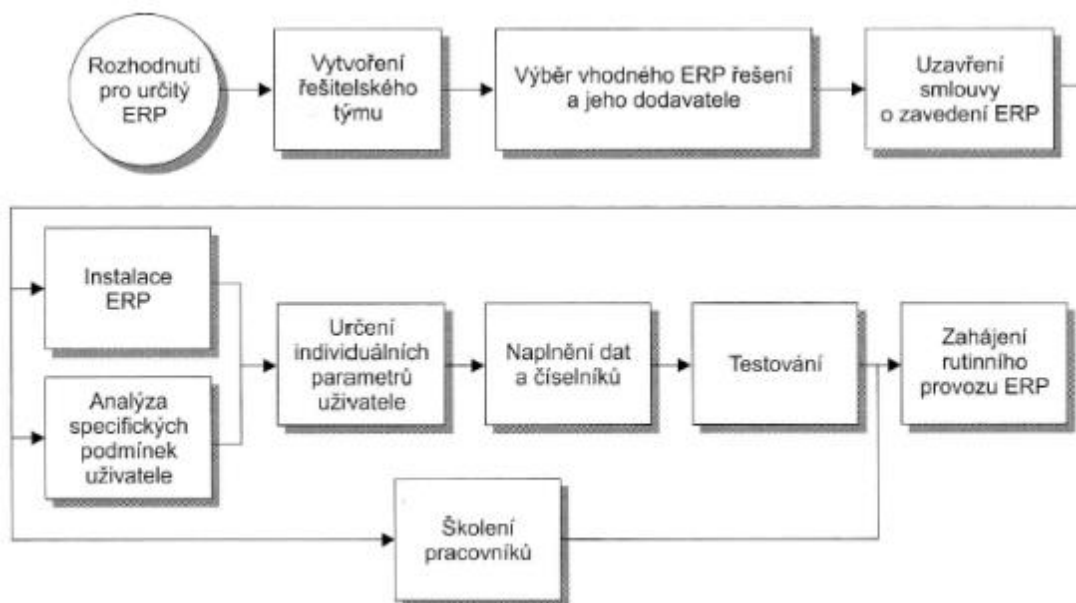 Rozhodnutí
pro určitý
ERP
Vytvoření
řešitelského
týmu
Výběr vhodného ERP řešení
a jeho dodavatele
Uzavření
smlouvy
o zavedení ERP
Instalace
ERP
Analýza
specifických
podmínek
uživatele
Určení
individuálních
parametrů
uživatele
Naplnění dat
a číselníků
Testování
Zahájení
rutinního
provozu ERP
Školení
pracovníků